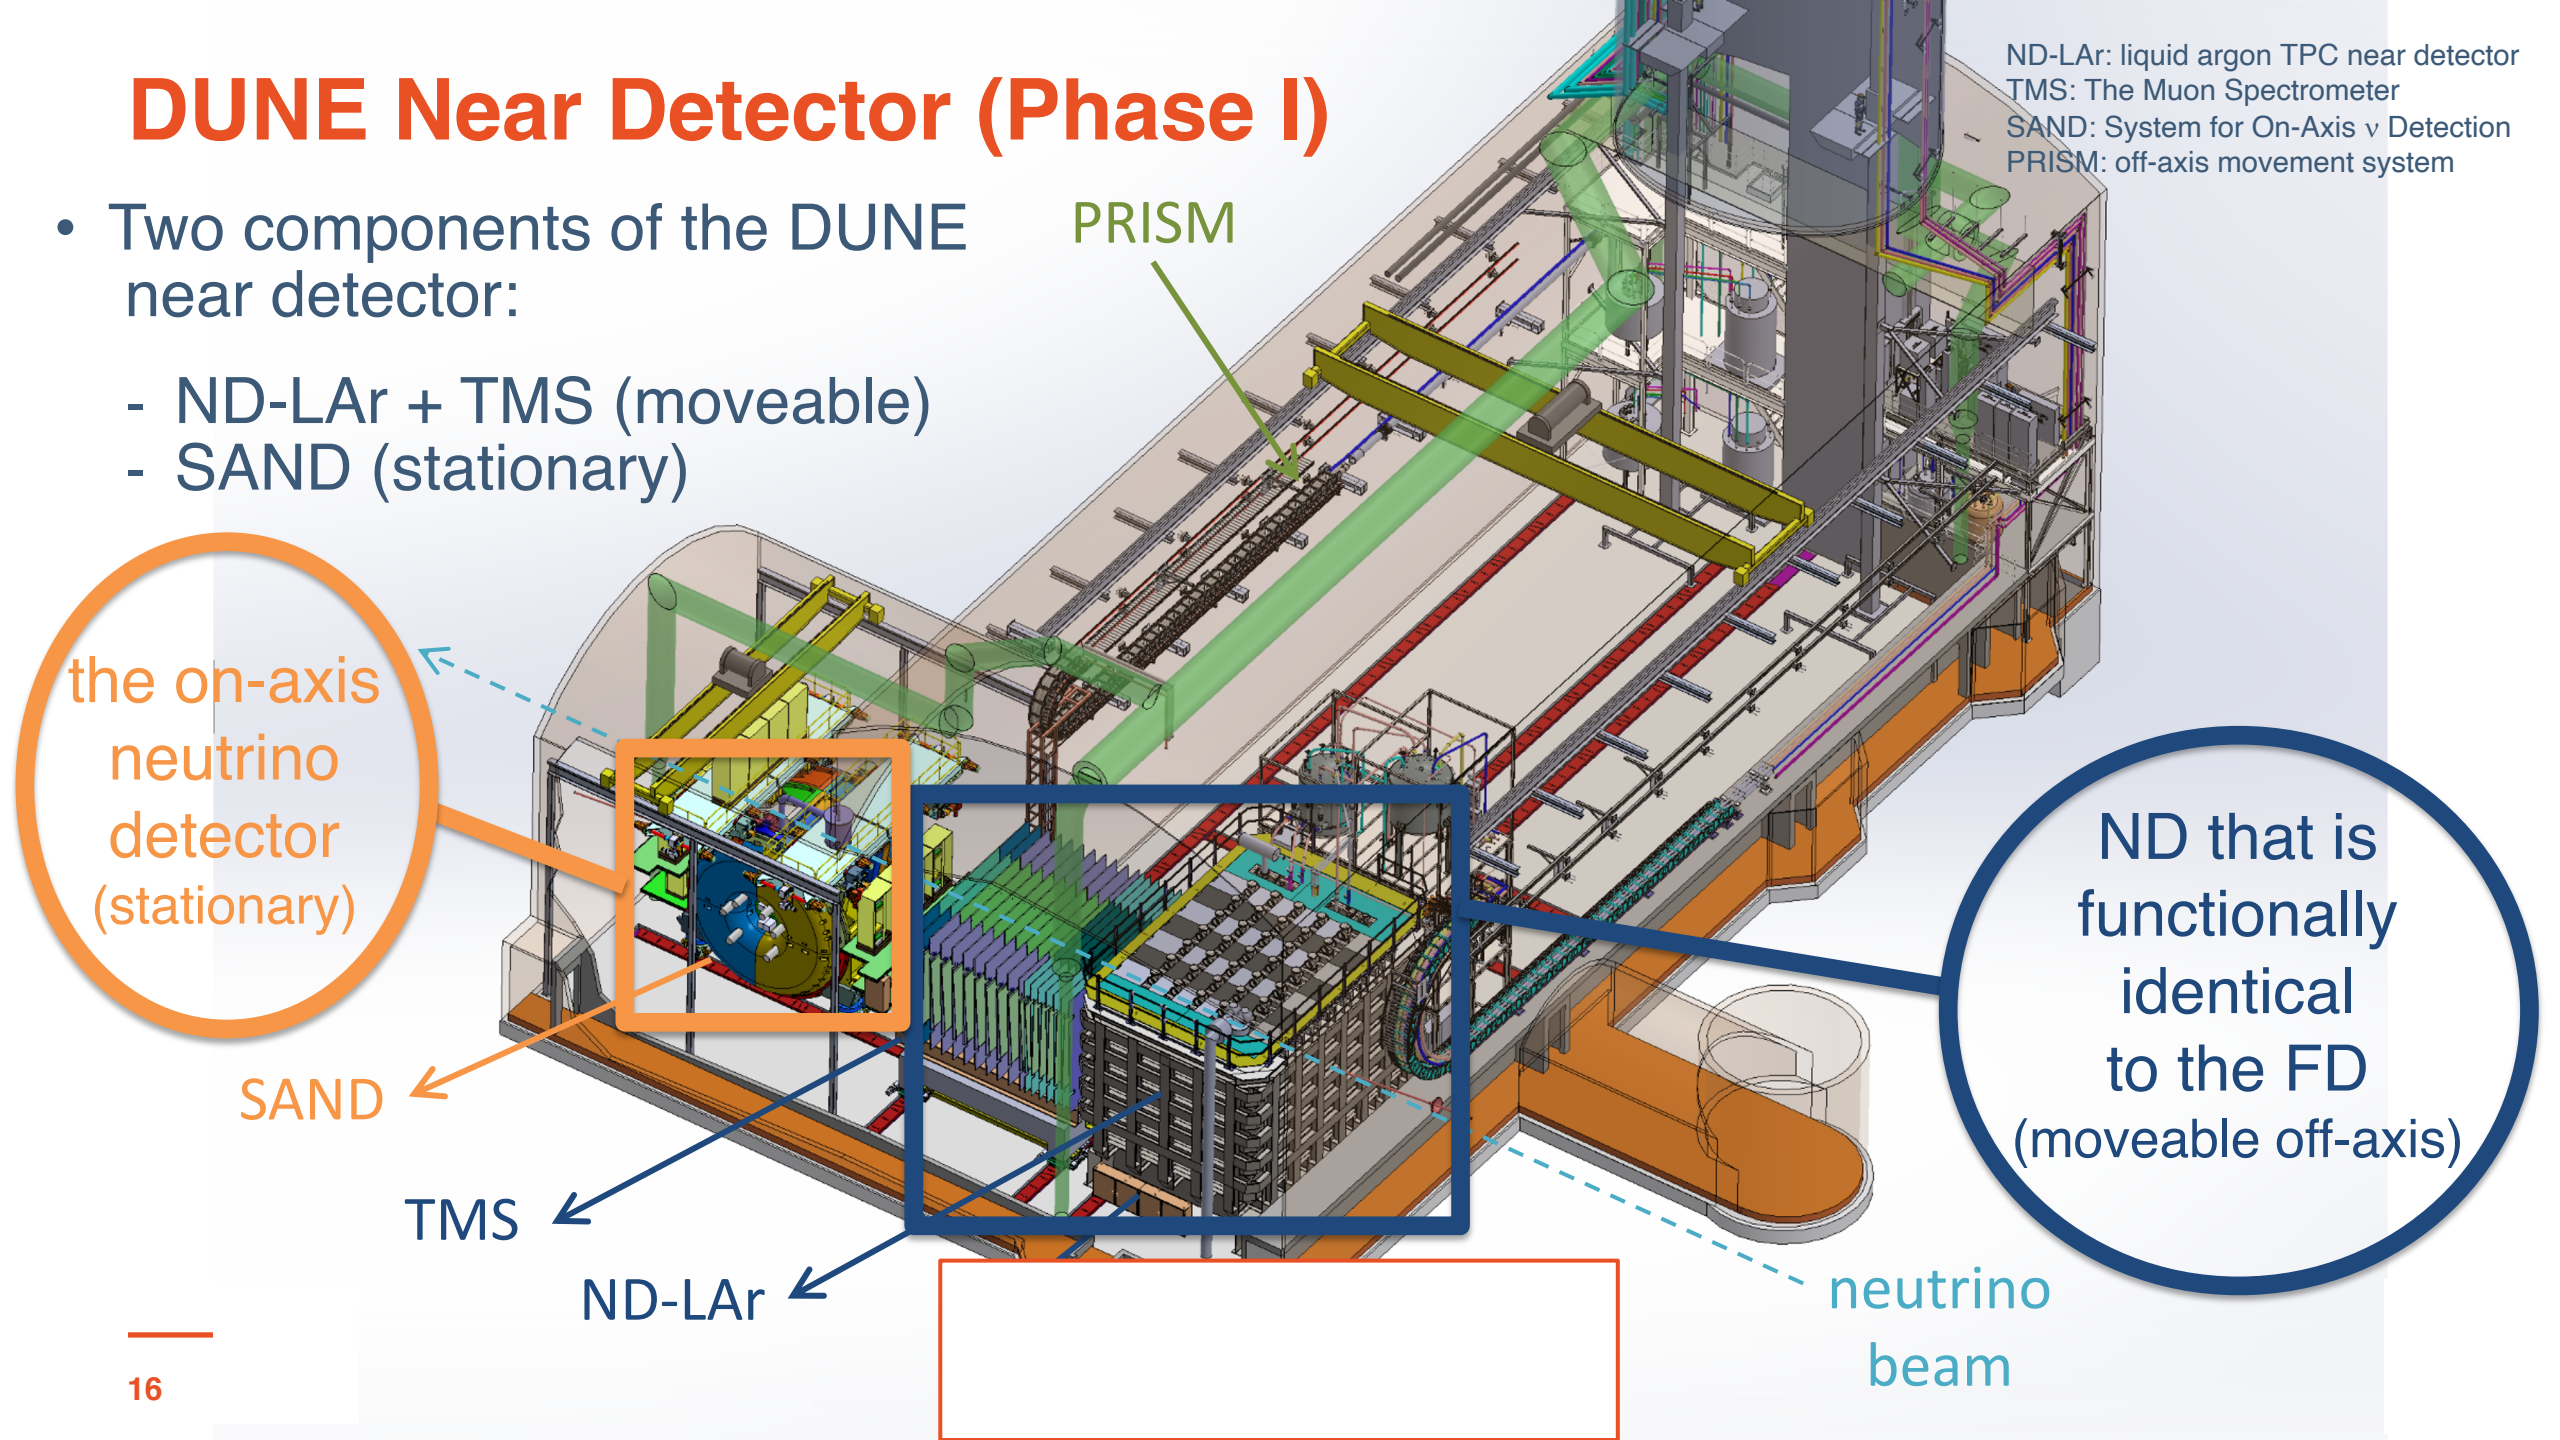 DUNE Near Detector (Phase I)
ND-LAr: liquid argon TPC near detector
TMS: The Muon Spectrometer
SAND: System for On-Axis ν Detection
PRISM: off-axis movement system
• Two components of the DUNE
near detector:
- ND-LAr + TMS (moveable)
- SAND (stationary)
PRISM
the on-axis
neutrino
detector
(stationary)
ND that is
functionally
identical
to the FD
(moveable off-axis)
SAND
TMS
ND-LAr
neutrino
beam
16